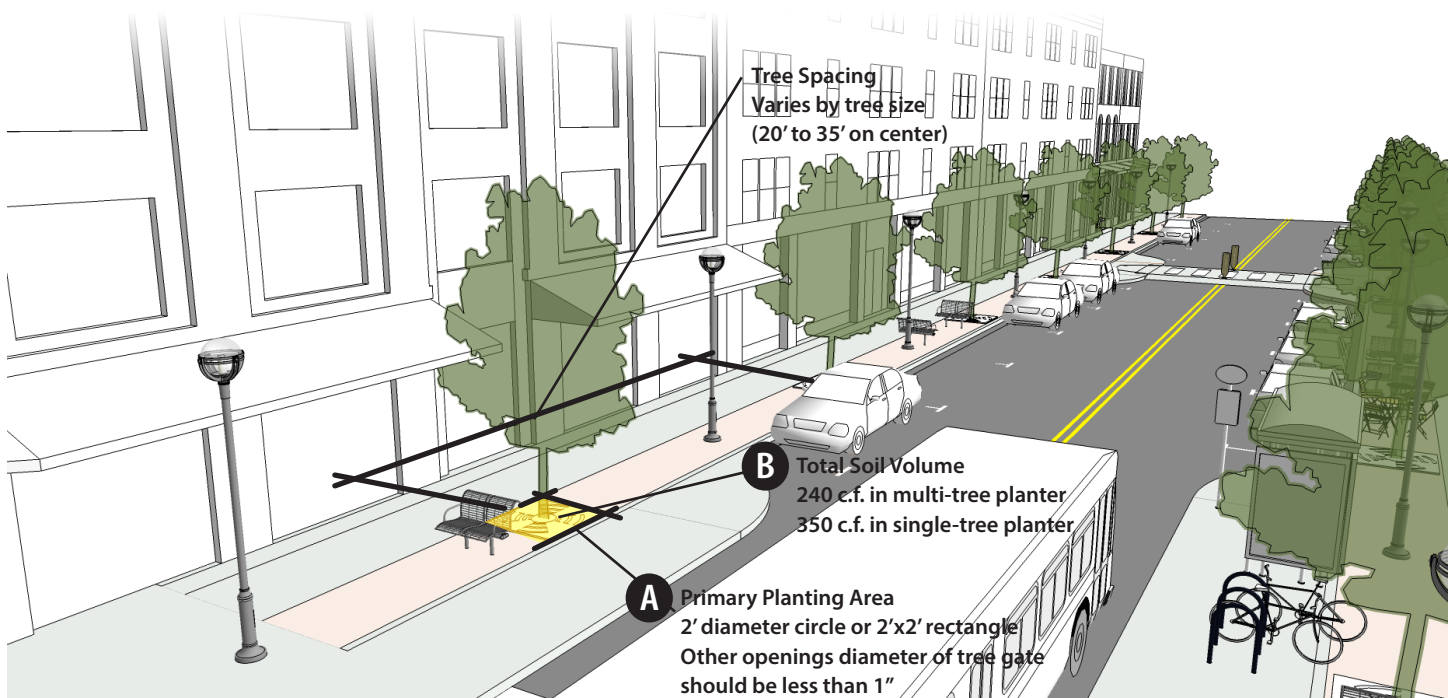 Tree Spacing
Varies by tree size
(20’ to 35’ on center)
B
Total Soil Volume
240 c.f. in multi-tree planter
350 c.f. in single-tree planter
A
Primary Planting Area
2’ diameter circle or 2’x2’ rectangle
Other openings diameter of tree gate
should be less than 1”